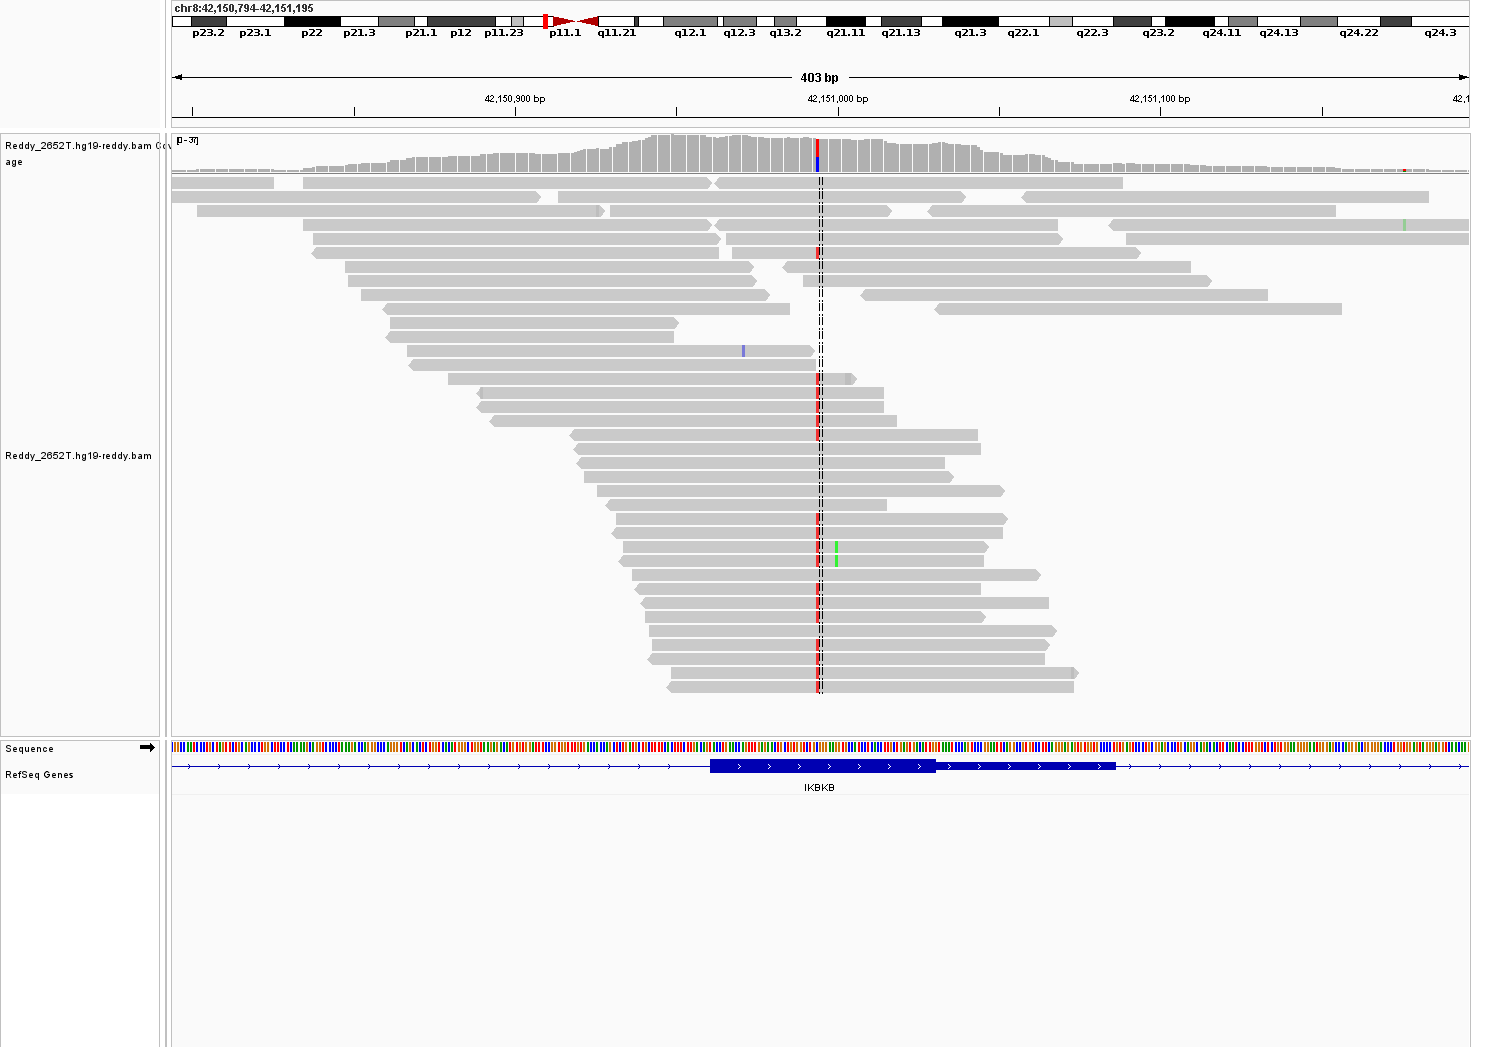 chr8:42,150,794-42,151,195
p23.2 p23.1 p22 p21.3 p21.1 p12 p11.23 p11.1 q11.21 q12.1 q12.3 q13.2 q21.11 q21.13 q21.3 q22.1 q22.3 q23.2 q24.11 q24.13 q24.22 q24.3
403 bp
42,150,900 bp 42,151,000 bp 42,151,100 bp 42,1
Reddy_2652T.hg19-reddy.bam Cov
age
[0 - 37]
Reddy_2652T.hg19-reddy.bam
Sequence
RefSeq Genes
IKBKB